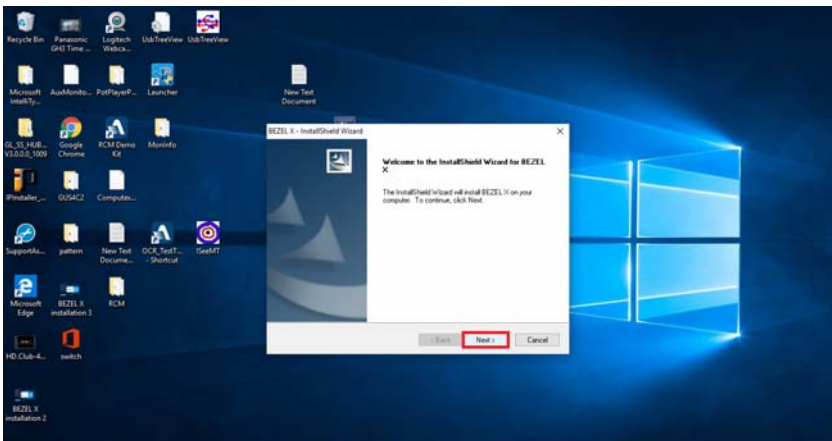 Recycle Bin
Panasonic
GH3 Time ...
Logitech
Webca...
UsbTreeView
UsbTreeView
Microsoft
IntelliTy...
AuxMonito...
PotPlayerP...
Launcher
New Text
Document
GL_SS_HUB...
V3.0.0.0_1009
Google
Chrome
RCM Demo
Kit
Moninfo
IPinstaller_...
GUS4C2
Computex...
SupportAs...
pattern
New Text
Docume...
OCR_TestT...
- Shortcut
ISeeMT
Microsoft
Edge
BEZEL X
installation 3
RCM
HD.Club-4...
switch
BEZEL X
installation 2
BEZEL X - InstallShield Wizard
Welcome to the InstallShield Wizard for BEZEL
X
The InstallShield Wizard will install BEZEL X on your
computer. To continue, click Next.
< Back
Next >
Cancel